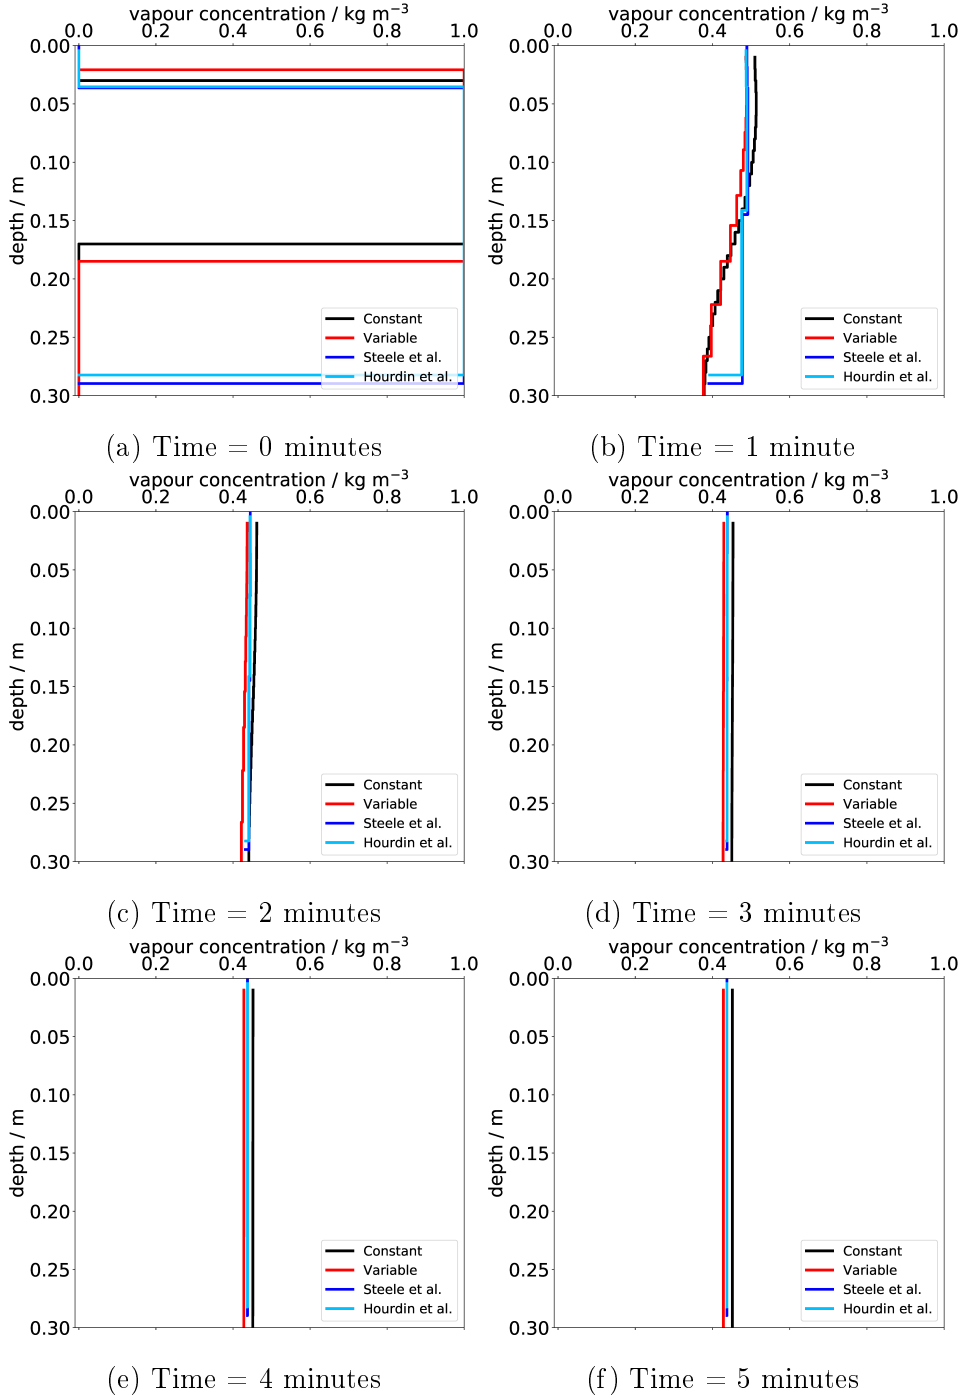 vapour concentration / kg m⁻³
0.0 0.2 0.4 0.6 0.8 1.0
0.00
0.05
0.10
0.15
0.20
0.25
0.30
depth / m
Constant
Variable
Steele et al.
Hourdin et al.
(a) Time = 0 minutes
vapour concentration / kg m⁻³
0.0 0.2 0.4 0.6 0.8 1.0
0.00
0.05
0.10
0.15
0.20
0.25
0.30
depth / m
Constant
Variable
Steele et al.
Hourdin et al.
(b) Time = 1 minute
vapour concentration / kg m⁻³
0.0 0.2 0.4 0.6 0.8 1.0
0.00
0.05
0.10
0.15
0.20
0.25
0.30
depth / m
Constant
Variable
Steele et al.
Hourdin et al.
(c) Time = 2 minutes
vapour concentration / kg m⁻³
0.0 0.2 0.4 0.6 0.8 1.0
0.00
0.05
0.10
0.15
0.20
0.25
0.30
depth / m
Constant
Variable
Steele et al.
Hourdin et al.
(d) Time = 3 minutes
vapour concentration / kg m⁻³
0.0 0.2 0.4 0.6 0.8 1.0
0.00
0.05
0.10
0.15
0.20
0.25
0.30
depth / m
Constant
Variable
Steele et al.
Hourdin et al.
(e) Time = 4 minutes
vapour concentration / kg m⁻³
0.0 0.2 0.4 0.6 0.8 1.0
0.00
0.05
0.10
0.15
0.20
0.25
0.30
depth / m
Constant
Variable
Steele et al.
Hourdin et al.
(f) Time = 5 minutes